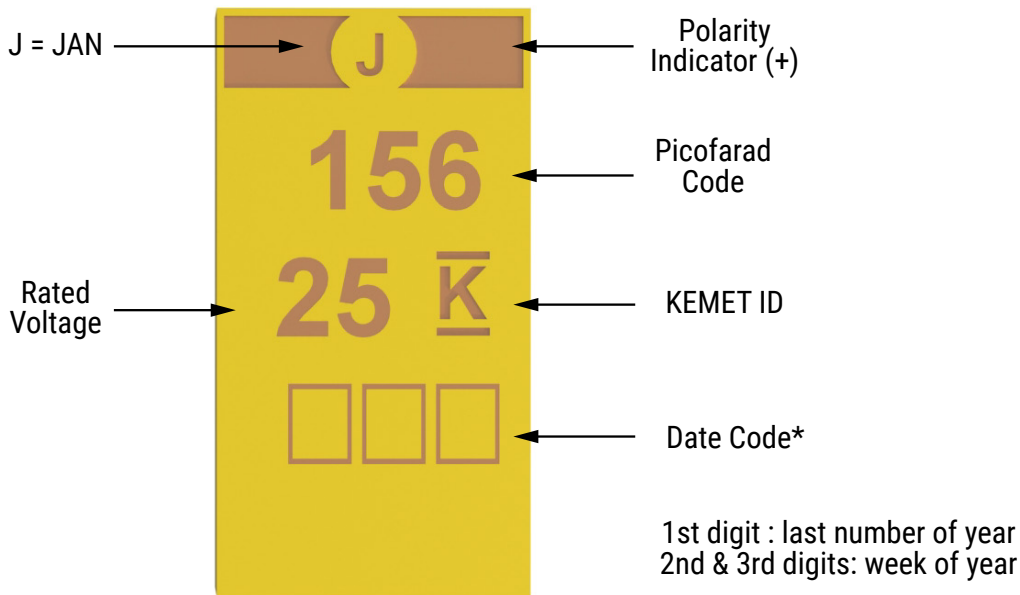 J = JAN
J
Polarity
Indicator (+)
156
Picofarad
Code
Rated
Voltage
25 K
KEMET ID
Date Code*
1st digit : last number of year
2nd & 3rd digits: week of year